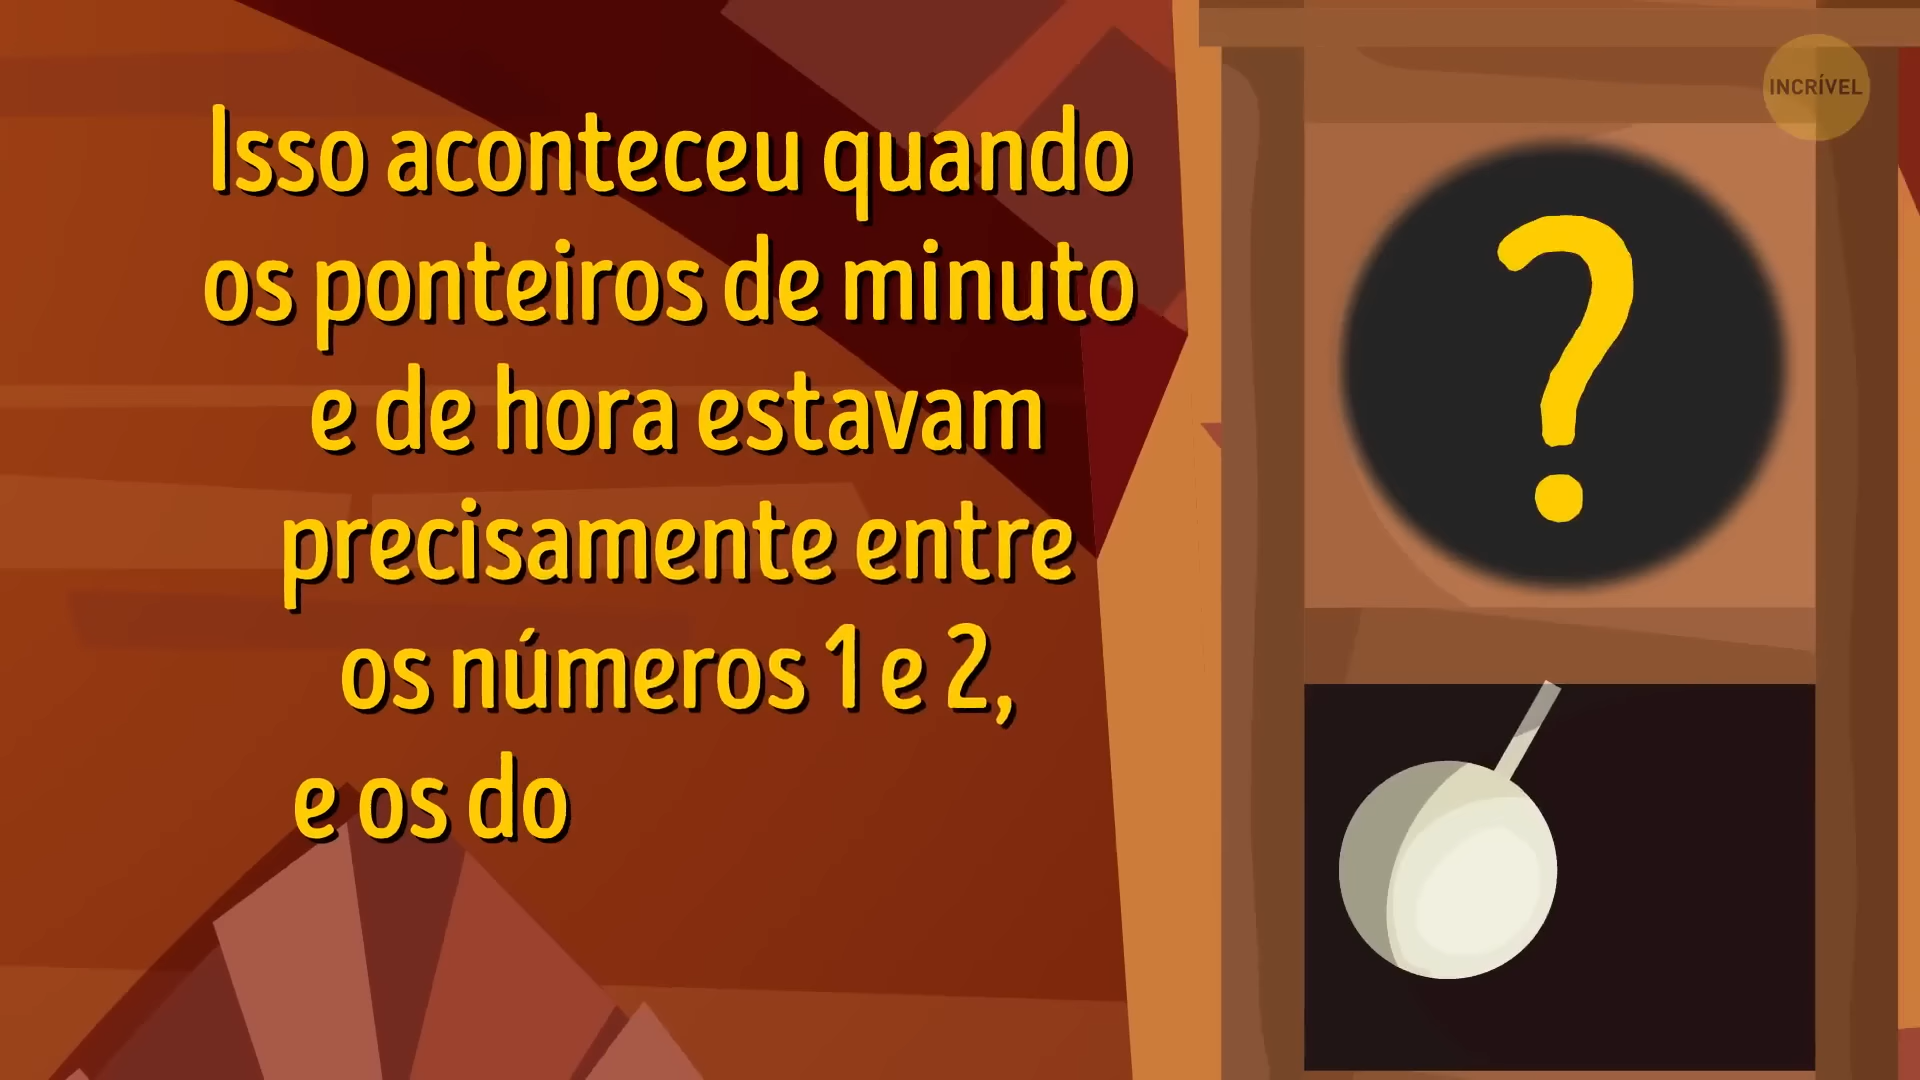 Isso aconteceu quando
os ponteiros de minuto
e de hora estavam
precisamente entre
os números 1 e 2,
e os do
INCRÍVEL
?